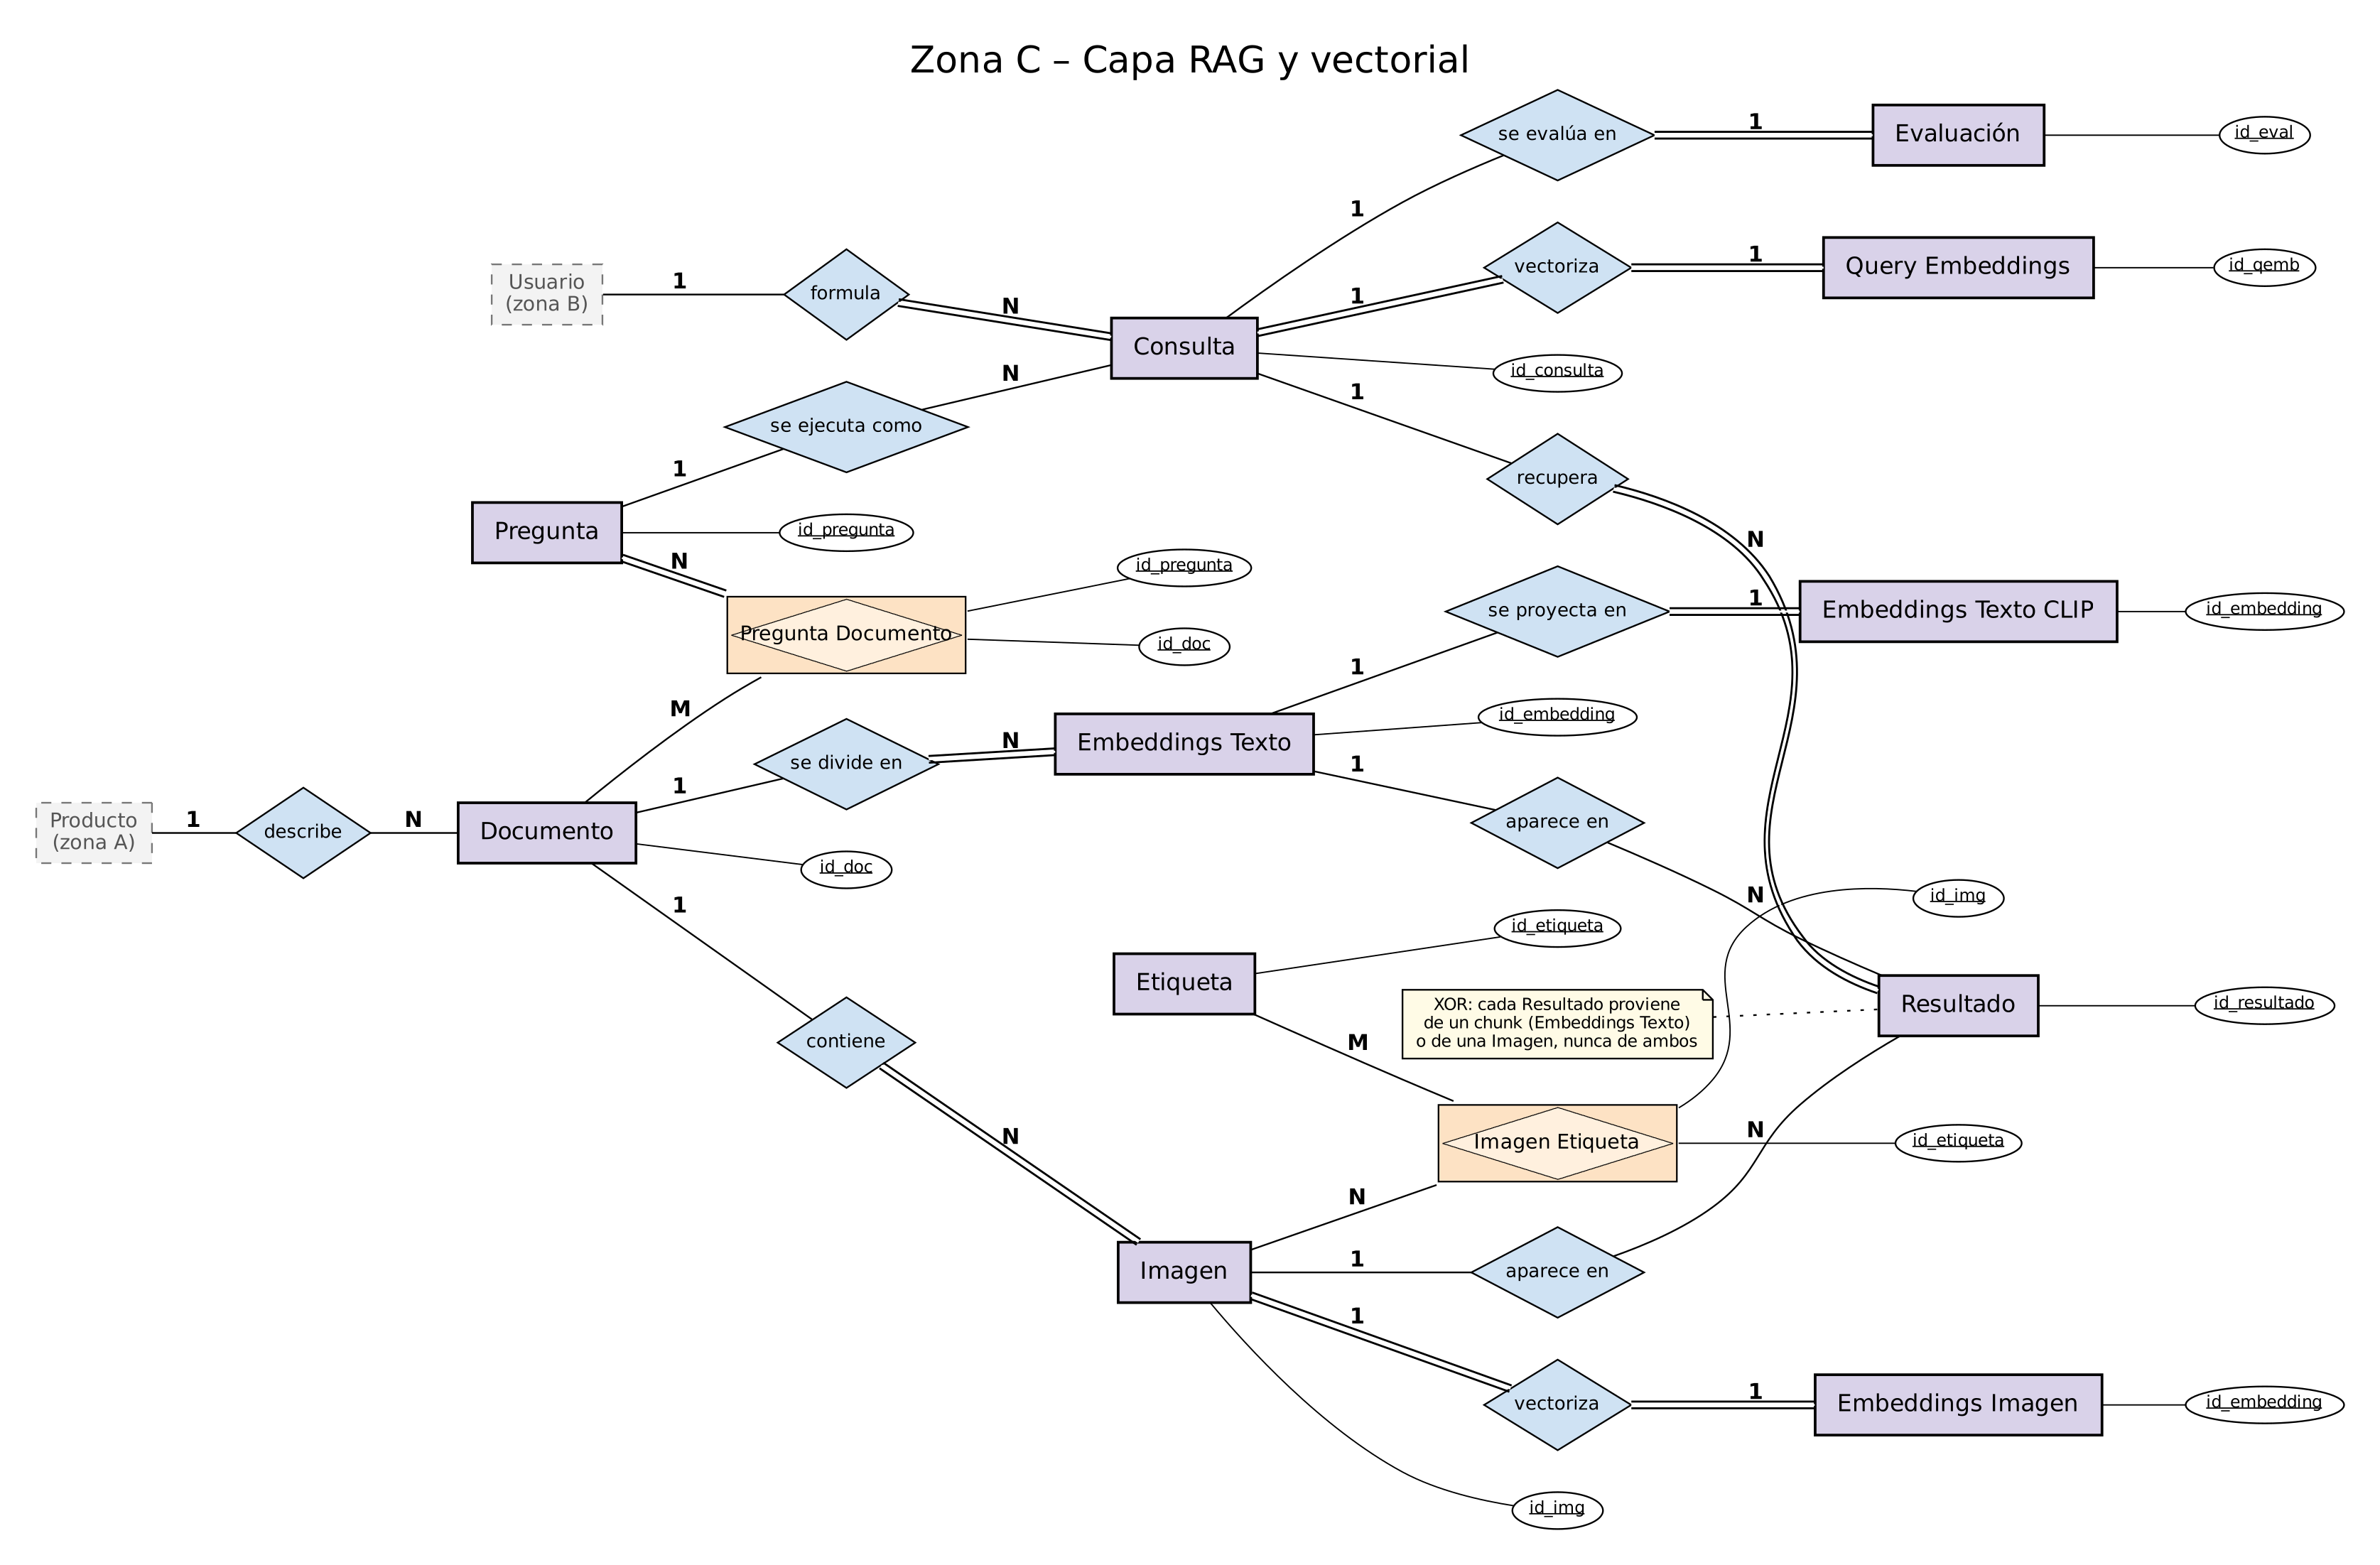 Zona C – Capa RAG y vectorial
se evalúa en
1
Evaluación
id_eval
1
Usuario
(zona B)
1
formula
N
vectoriza
1
Query Embeddings
id_qemb
1
Consulta
id_consulta
N
1
se ejecuta como
1
recupera
N
Pregunta
id_pregunta
N
id_pregunta
Pregunta Documento
id_doc
se proyecta en
1
Embeddings Texto CLIP
id_embedding
1
M
se divide en
N
Embeddings Texto
id_embedding
1
1
Producto
(zona A)
1
describe
N
Documento
id_doc
aparece en
N
id_img
1
id_etiqueta
Etiqueta
XOR: cada Resultado proviene
de un chunk (Embeddings Texto)
o de una Imagen, nunca de ambos
Resultado
id_resultado
contiene
M
N
Imagen Etiqueta
N
id_etiqueta
N
Imagen
1
aparece en
1
vectoriza
1
Embeddings Imagen
id_embedding
id_img